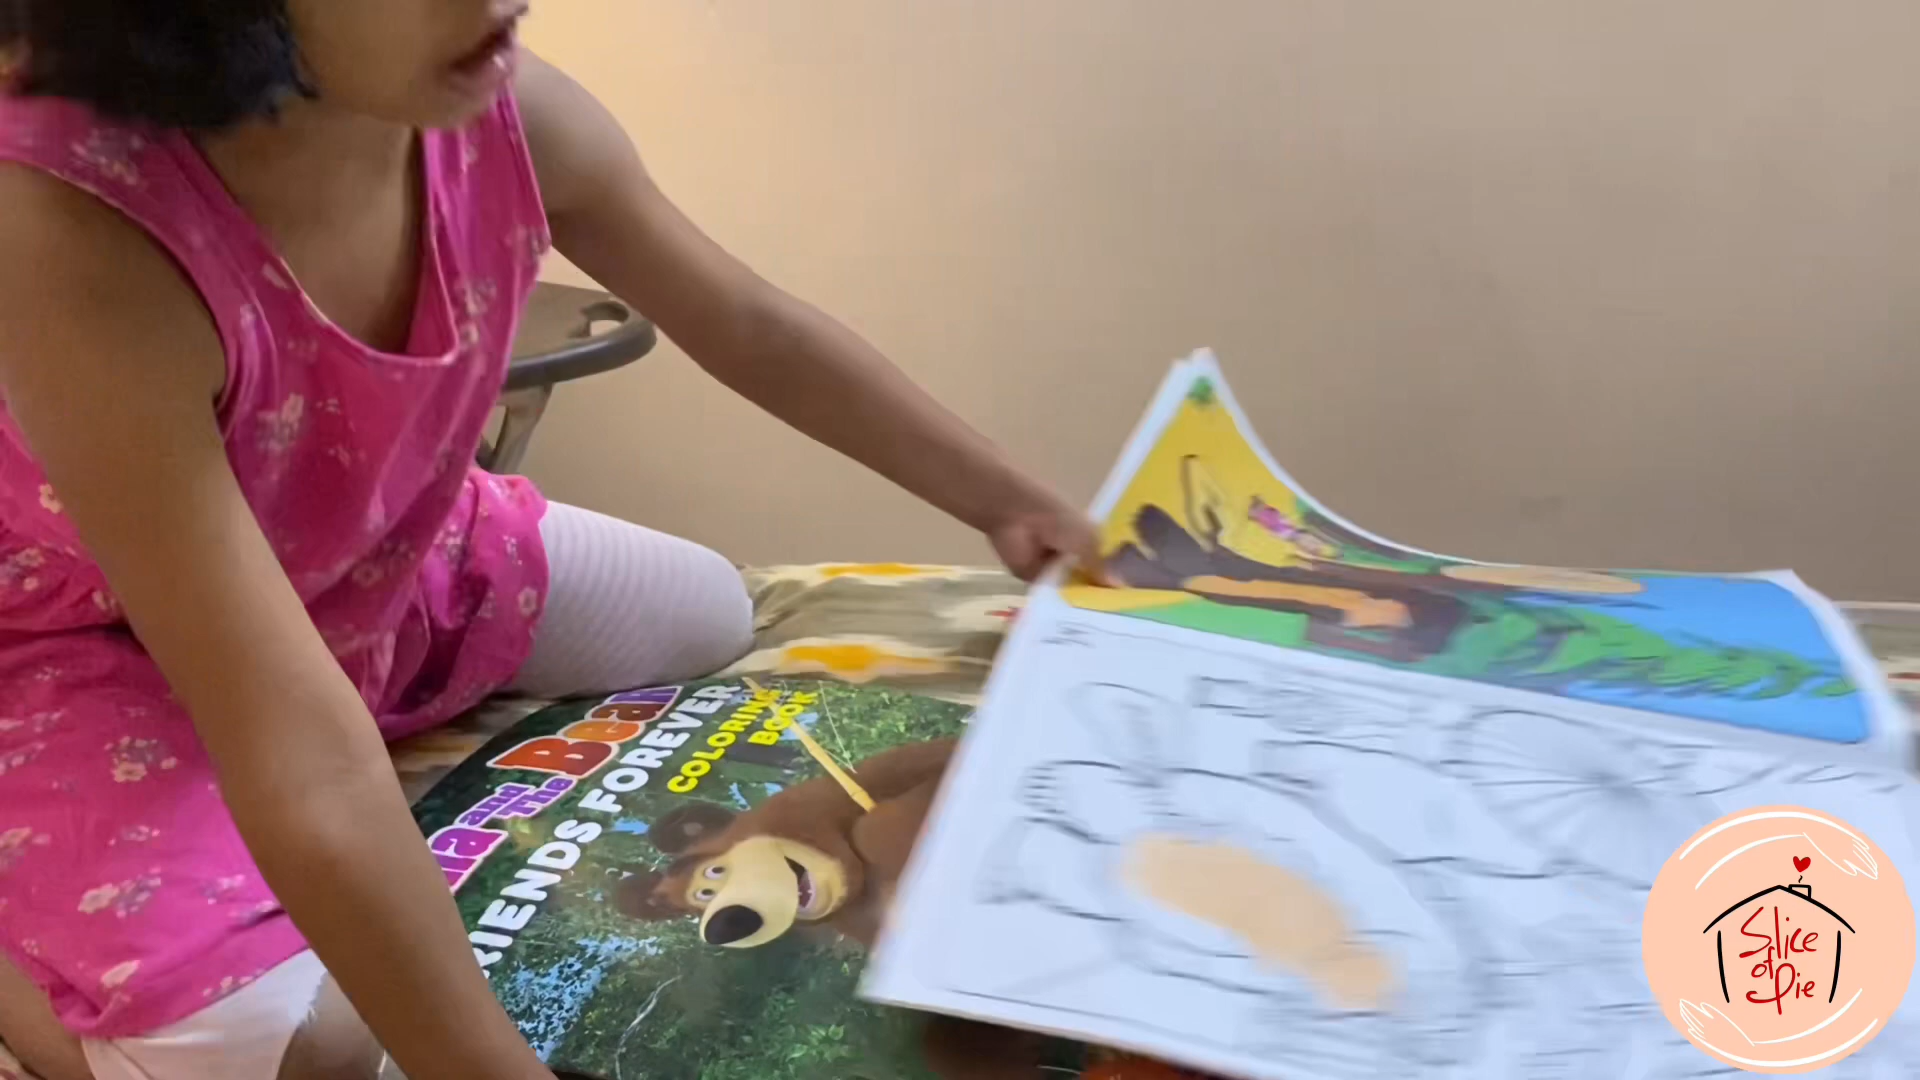 and
The Bear
FRIENDS FOREVER
COLORING
BOOK
Slice
of
Pie